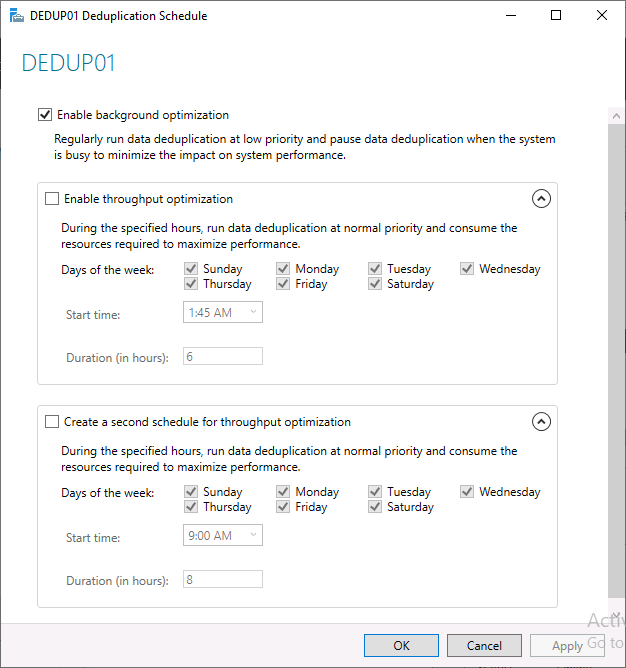 DEDUP01 Deduplication Schedule
DEDUP01
Enable background optimization
Regularly run data deduplication at low priority and pause data deduplication when the system
is busy to minimize the impact on system performance.
Enable throughput optimization
During the specified hours, run data deduplication at normal priority and consume the
resources required to maximize performance.
Days of the week: Sunday Monday Tuesday Wednesday
Thursday Friday Saturday
Start time: 1:45 AM
Duration (in hours): 6
Create a second schedule for throughput optimization
During the specified hours, run data deduplication at normal priority and consume the
resources required to maximize performance.
Days of the week: Sunday Monday Tuesday Wednesday
Thursday Friday Saturday
Start time: 9:00 AM
Duration (in hours): 8
OK Cancel Apply
Go to